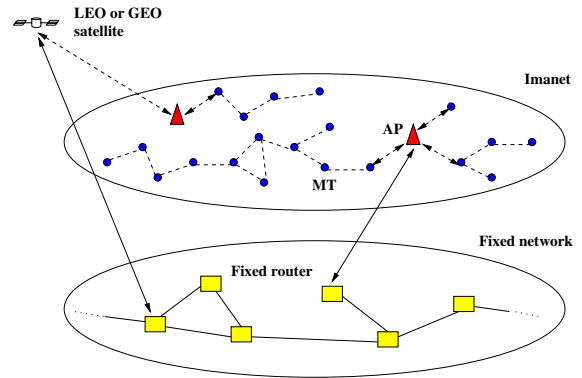 LEO or GEO
satellite
Imanet
AP
MT
Fixed network
Fixed router